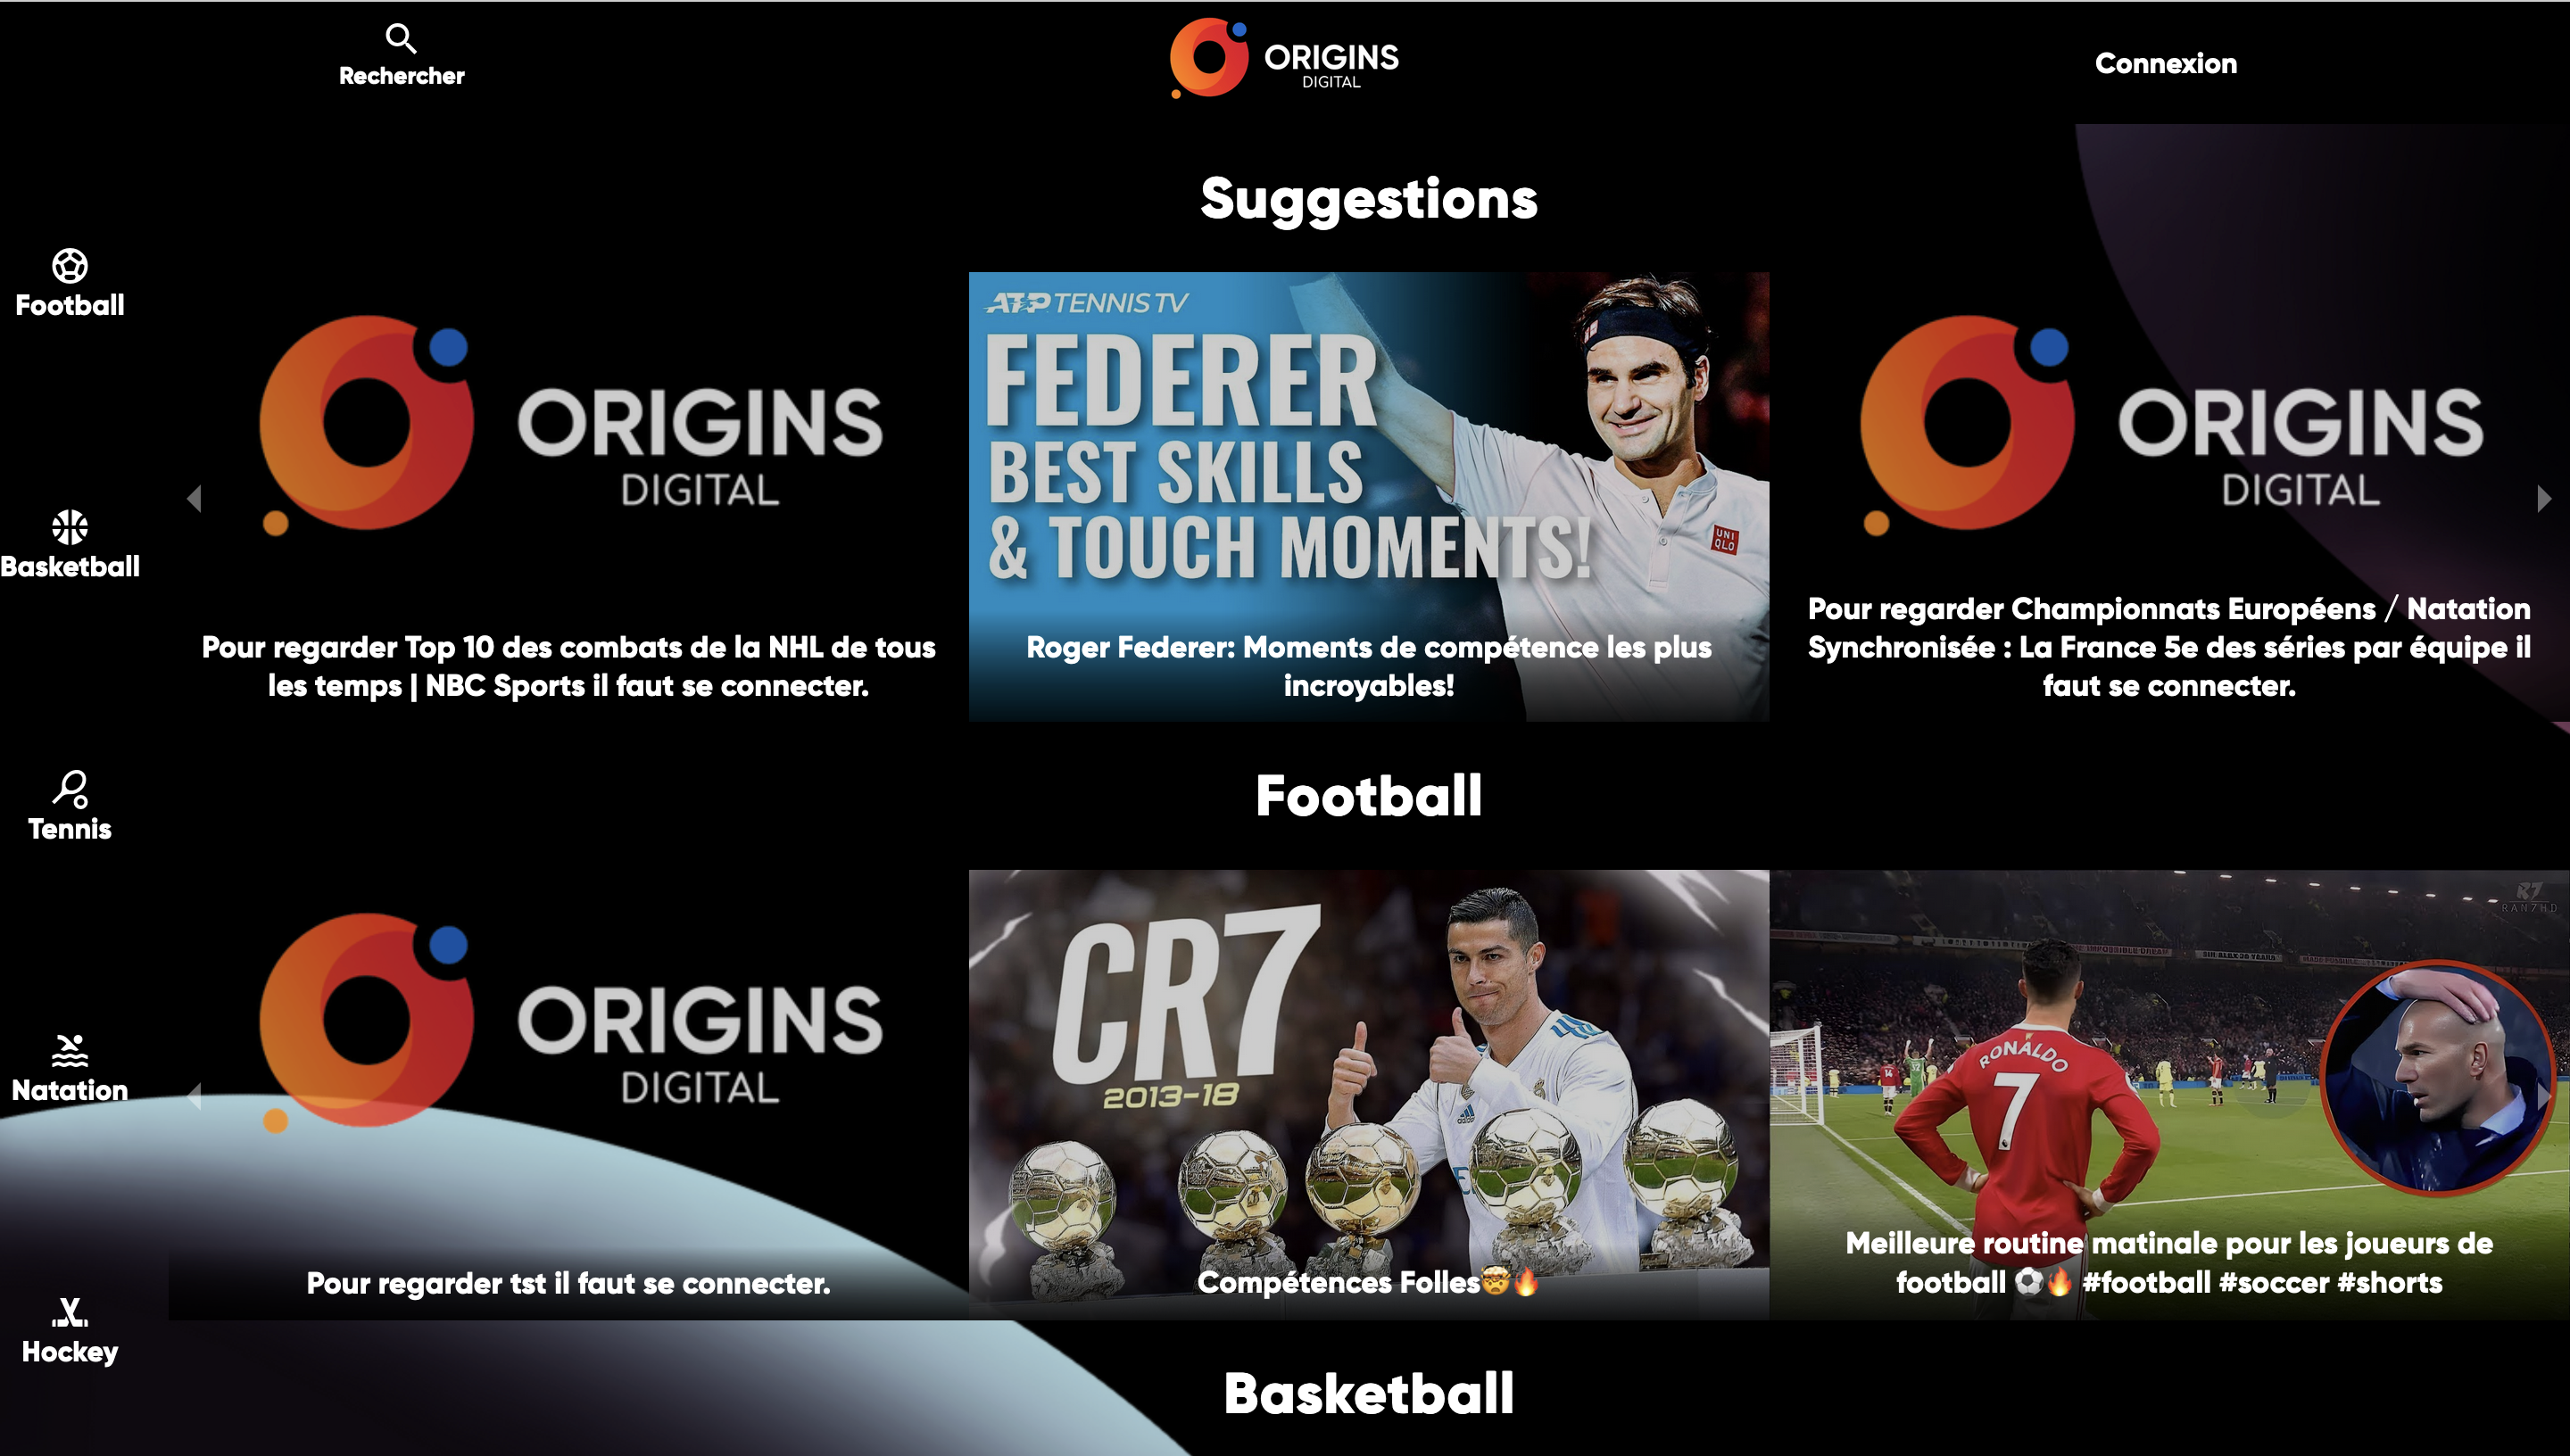 Rechercher
ORIGINS
DIGITAL
Connexion
Suggestions
Football
Basketball
Tennis
Natation
Hockey
ORIGINS
DIGITAL
Pour regarder Top 10 des combats de la NHL de tous
les temps | NBC Sports il faut se connecter.
ATP TENNIS TV
FEDERER
BEST SKILLS
& TOUCH MOMENTS!
UNI
QLO
Roger Federer: Moments de compétence les plus
incroyables!
ORIGINS
DIGITAL
Pour regarder Championnats Européens / Natation
Synchronisée : La France 5e des séries par équipe il
faut se connecter.
Football
ORIGINS
DIGITAL
Pour regarder tst il faut se connecter.
CR7
2013-18
adidas
Compétences Folles🤯🔥
R7
RAN7HD
RONALDO
7
Meilleure routine matinale pour les joueurs de
football ⚽🔥 #football #soccer #shorts
Basketball